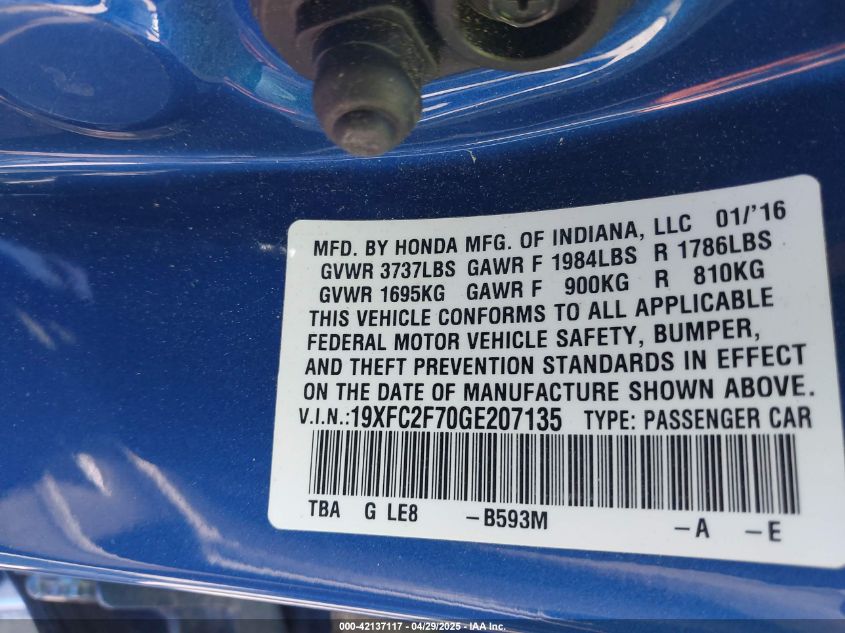 MFD. BY HONDA MFG. OF INDIANA, LLC 01/'16
GVWR 3737LBS GAWR F 1984LBS R 1786LBS
GVWR 1695KG GAWR F 900KG R 810KG
THIS VEHICLE CONFORMS TO ALL APPLICABLE
FEDERAL MOTOR VEHICLE SAFETY, BUMPER,
AND THEFT PREVENTION STANDARDS IN EFFECT
ON THE DATE OF MANUFACTURE SHOWN ABOVE.
V.I.N.:19XFC2F70GE207135 TYPE: PASSENGER CAR
TBA G LE8 -B593M -A -E
000-42137117 - 04/29/2025 - IAA Inc.